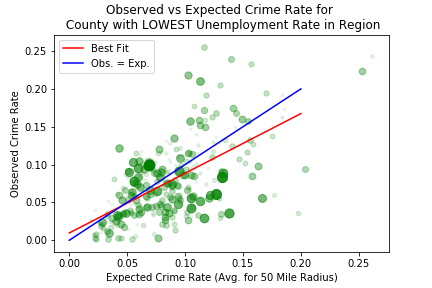 Observed vs Expected Crime Rate for
County with LOWEST Unemployment Rate in Region
Best Fit
Obs. = Exp.
Observed Crime Rate
0.25
0.20
0.15
0.10
0.05
0.00
0.00 0.05 0.10 0.15 0.20 0.25
Expected Crime Rate (Avg. for 50 Mile Radius)